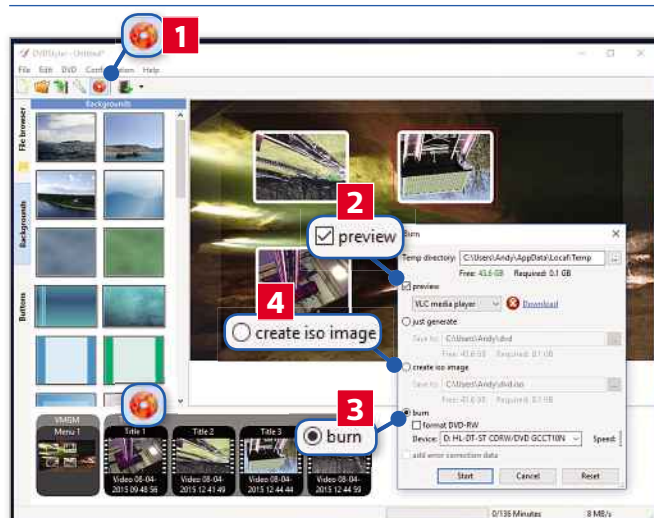 1
DVDStyler - Untitled*
File Edit DVD Help
Backgrounds
File browser
Backgrounds
Buttons
2
preview
4
create iso image
3
burn
Burn
Temp directory: C:\Users\Andy\AppData\Local\Temp ...
Free: 43.6 GB Required: 0.1 GB
preview
VLC media player Download
just generate
Save to: C:\Users\Andy\dvd ...
Free: 43.6 GB Required: 0.1 GB
create iso image
Save to: C:\Users\Andy\dvd.iso ...
Free: 43.6 GB Required: 0.1 GB
burn
format DVD-RW
Device: D: HL-DT-ST CDRW/DVD GCCT10N Speed:
add error correction data
Start Cancel Reset
VMGM
Menu 1
Title 1
Video 08-04-
2015 09 48 56
Title 2
Video 08-04-
2015 12 41 49
Title 3
Video 08-04-
2015 12 44 44
Video 08-04-
2015 12 44 59
0/136 Minutes 8 MB/s